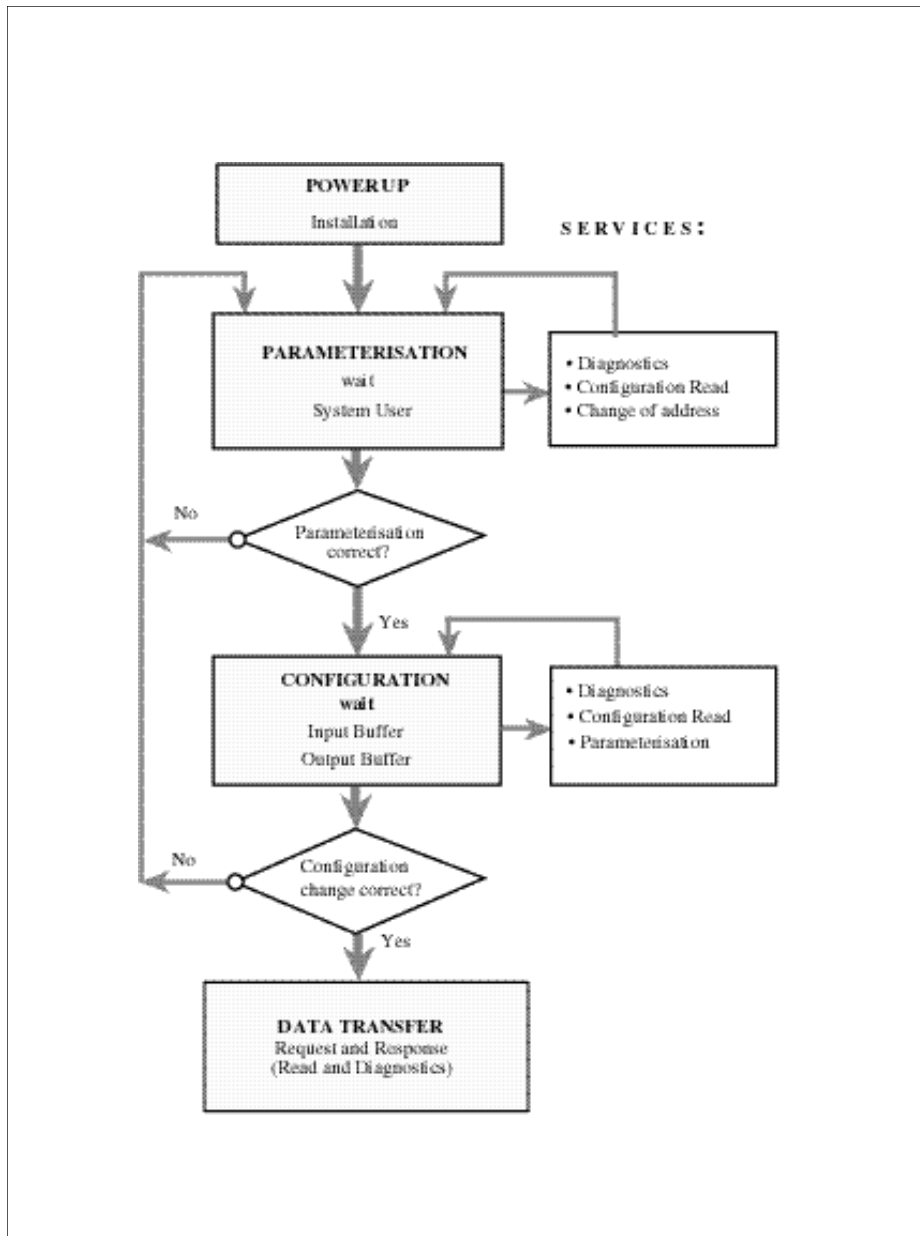 POWERUP
Installation
SERVICES:
PARAMETERISATION
wait
System User
• Diagnostics
• Configuration Read
• Change of address
No
Parameterisation
correct?
Yes
CONFIGURATION
wait
Input Buffer
Output Buffer
• Diagnostics
• Configuration Read
• Parameterisation
No
Configuration
change correct?
Yes
DATA TRANSFER
Request and Response
(Read and Diagnostics)